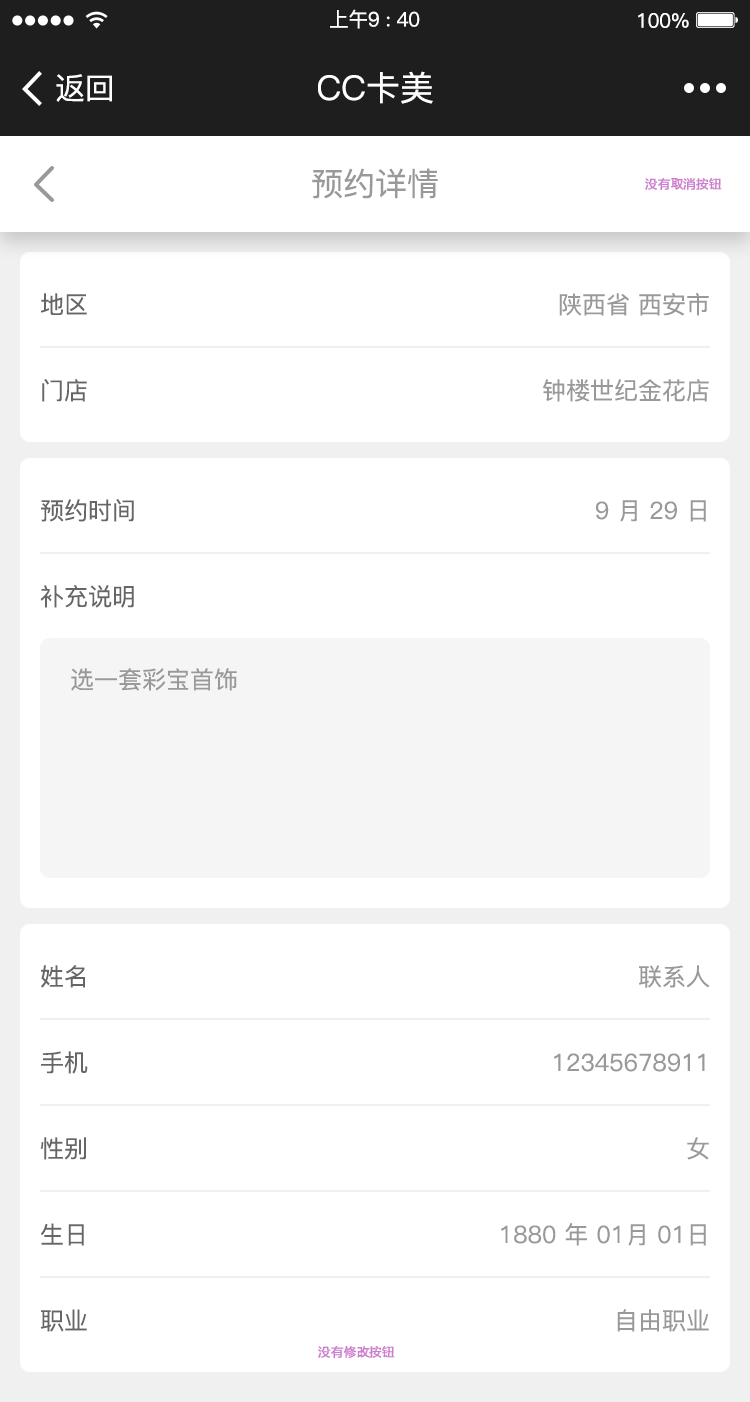 上午9 : 40
100%
返回
CC卡美
预约详情
没有取消按钮
地区
陕西省 西安市
门店
钟楼世纪金花店
预约时间
9 月 29 日
补充说明
选一套彩宝首饰
姓名
联系人
手机
12345678911
性别
女
生日
1880 年 01月 01日
职业
自由职业
没有修改按钮